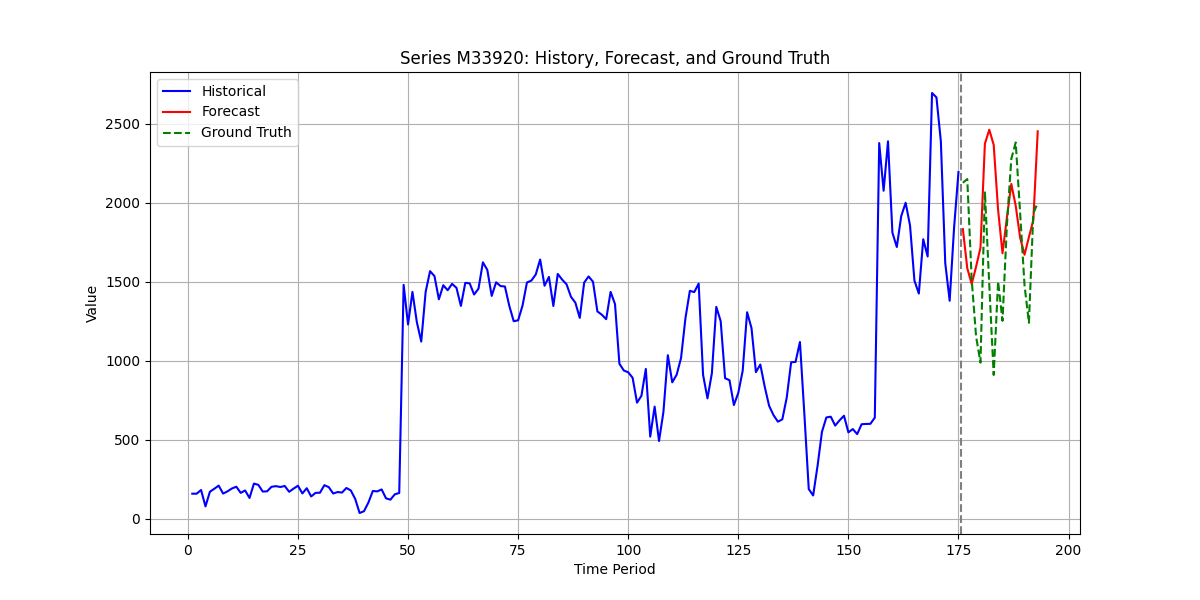 Series M33920: History, Forecast, and Ground Truth
Historical
Forecast
Ground Truth
Value
2500
2000
1500
1000
500
0
0 25 50 75 100 125 150 175 200
Time Period